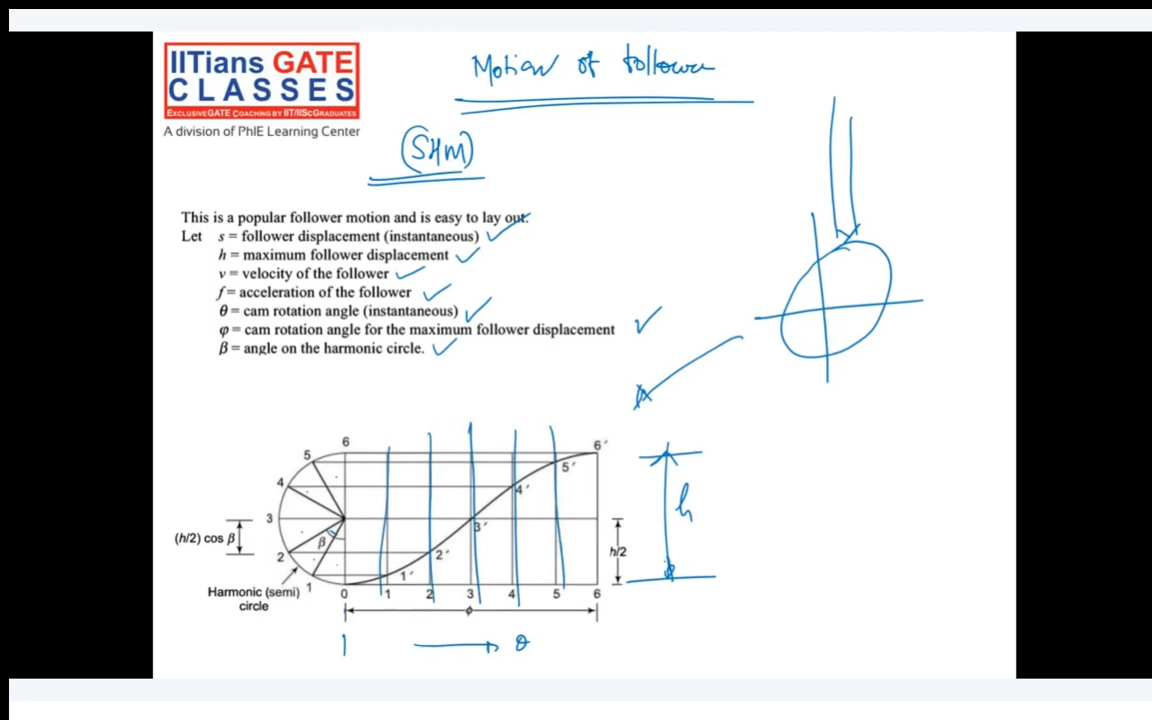 IITians GATE
CLASSES
EXCLUSIVE GATE COACHING BY IIT/IISc GRADUATES
A division of PhIE Learning Center
Motion of follower
(SHM)
This is a popular follower motion and is easy to lay out.
Let s = follower displacement (instantaneous)
h = maximum follower displacement
v = velocity of the follower
f = acceleration of the follower
θ = cam rotation angle (instantaneous)
φ = cam rotation angle for the maximum follower displacement
β = angle on the harmonic circle.
6
6′
5
5′
4
4′
h
3
3′
(h/2) cos β
β
h/2
2
2′
1′
Harmonic (semi)
circle
1
0 1 2 3 4 5 6
ϕ
θ